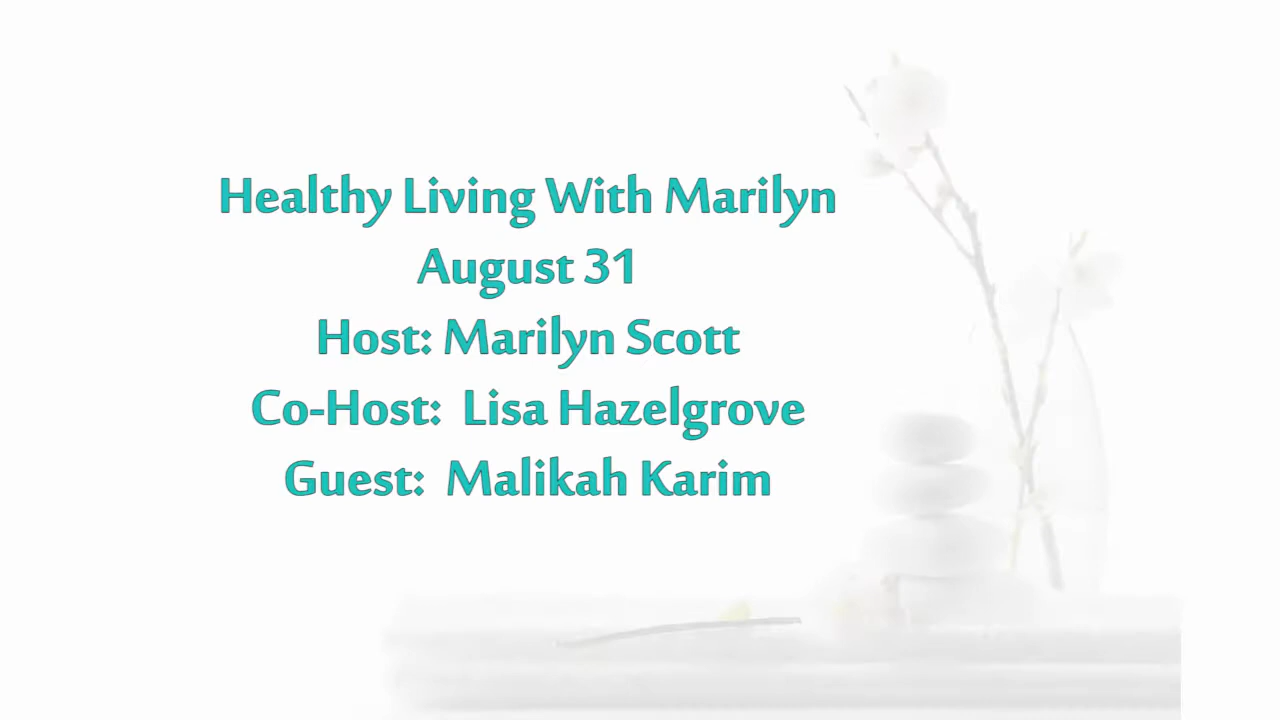 Healthy Living With Marilyn
August 31
Host: Marilyn Scott
Co-Host:  Lisa Hazelgrove
Guest:  Malikah Karim